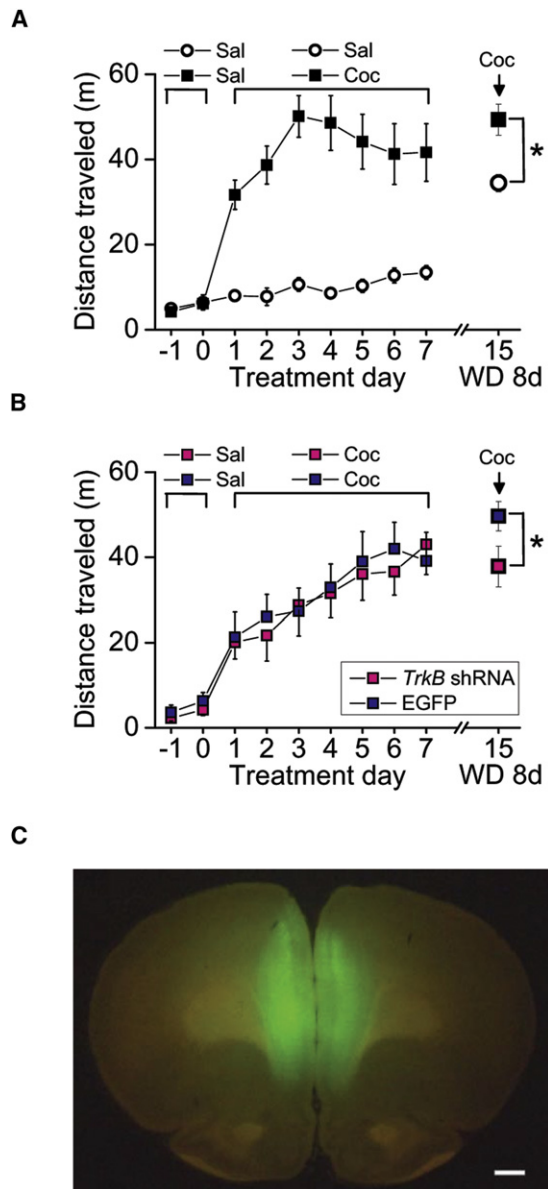 A
Sal Sal
Sal Coc
Coc
Distance traveled (m)
60
40
20
0
*
-1 0 1 2 3 4 5 6 7 15
Treatment day WD 8d
B
Sal Coc
Sal Coc
Coc
Distance traveled (m)
60
40
20
0
*
TrkB shRNA
EGFP
-1 0 1 2 3 4 5 6 7 15
Treatment day WD 8d
C